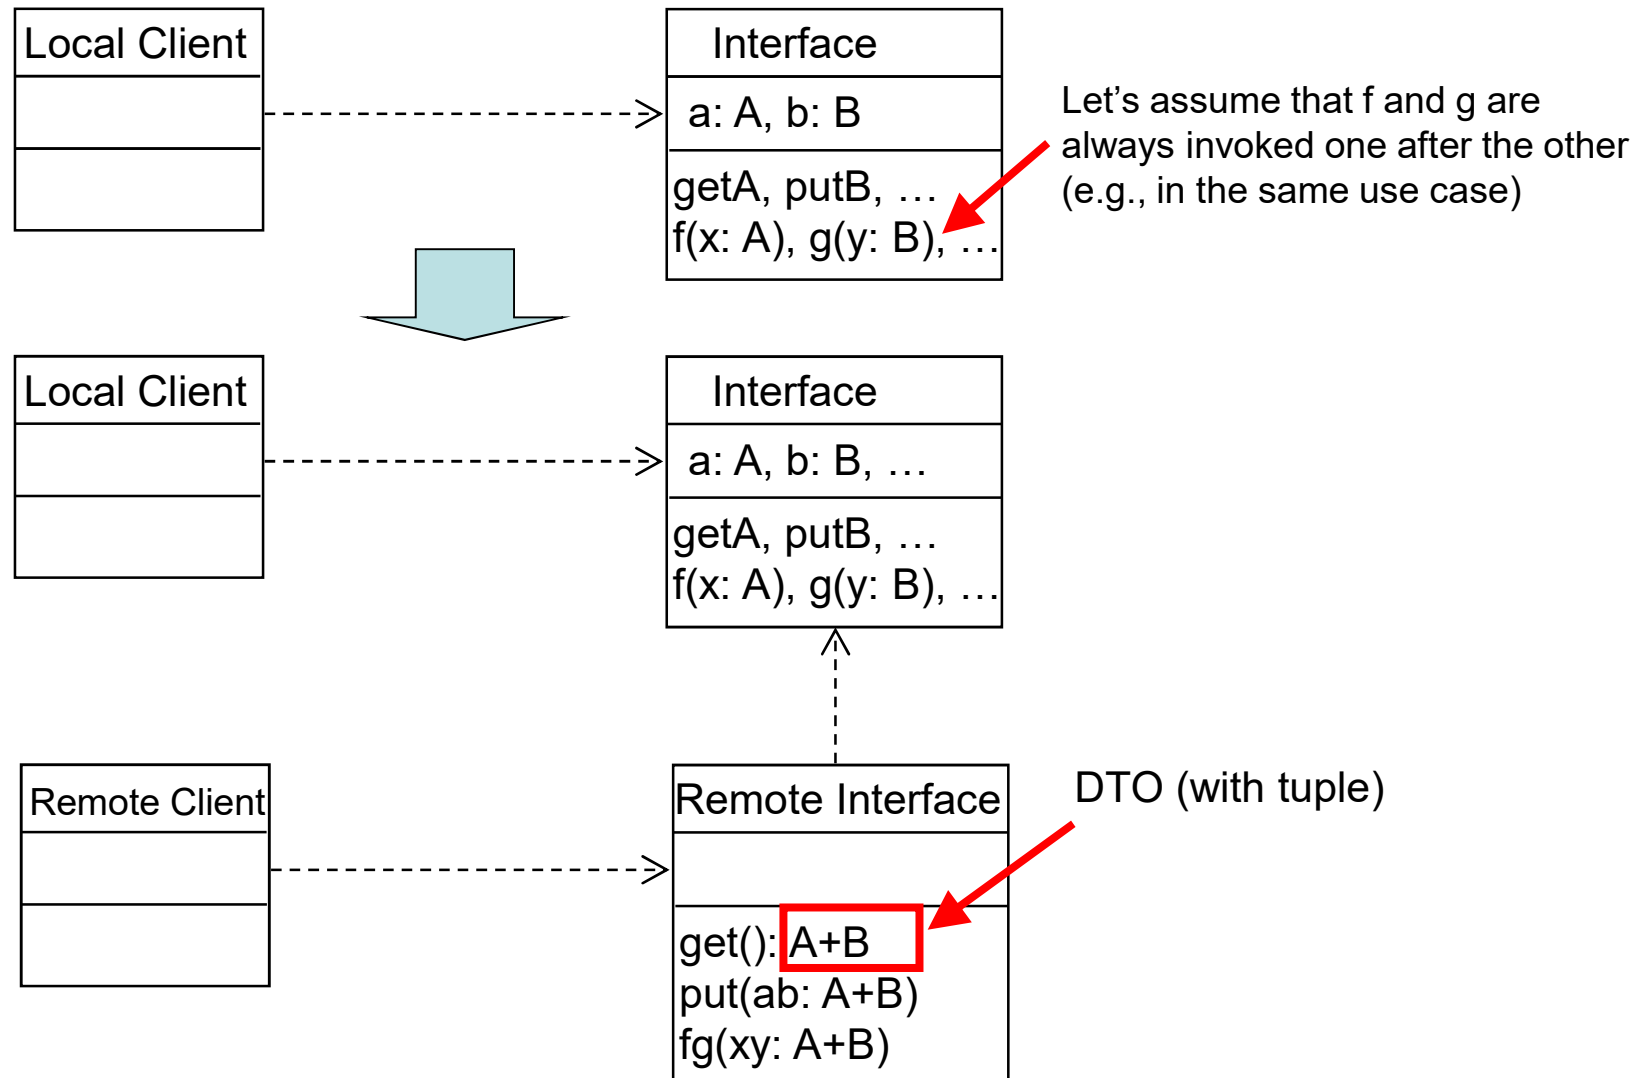 Local Client
Interface
a: A, b: B
getA, putB, …
f(x: A), g(y: B), …
Let’s assume that f and g are
always invoked one after the other
(e.g., in the same use case)
Local Client
Interface
a: A, b: B, …
getA, putB, …
f(x: A), g(y: B), …
Remote Client
Remote Interface
DTO (with tuple)
get(): A+B
put(ab: A+B)
fg(xy: A+B)